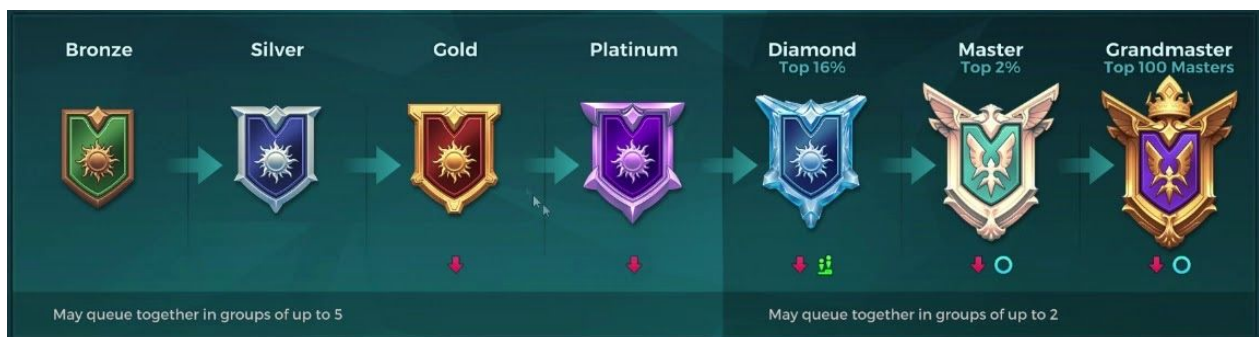 Bronze
Silver
Gold
Platinum
Diamond
Top 16%
Master
Top 2%
Grandmaster
Top 100 Masters
May queue together in groups of up to 5
May queue together in groups of up to 2